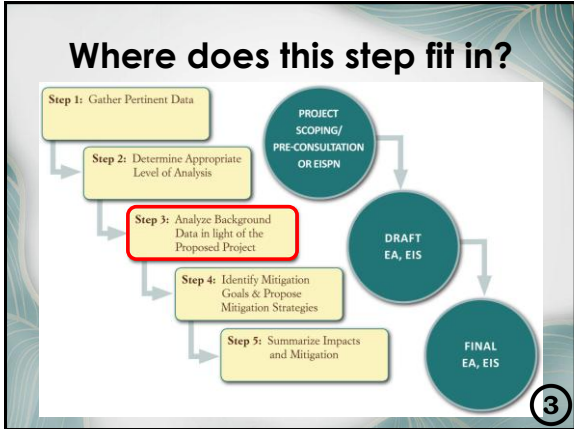 Where does this step fit in?
Step 1: Gather Pertinent Data
Step 2: Determine Appropriate
Level of Analysis
Step 3: Analyze Background
Data in light of the
Proposed Project
Step 4: Identify Mitigation
Goals & Propose
Mitigation Strategies
Step 5: Summarize Impacts
and Mitigation
PROJECT
SCOPING/
PRE-CONSULTATION
OR EISPN
DRAFT
EA, EIS
FINAL
EA, EIS
3